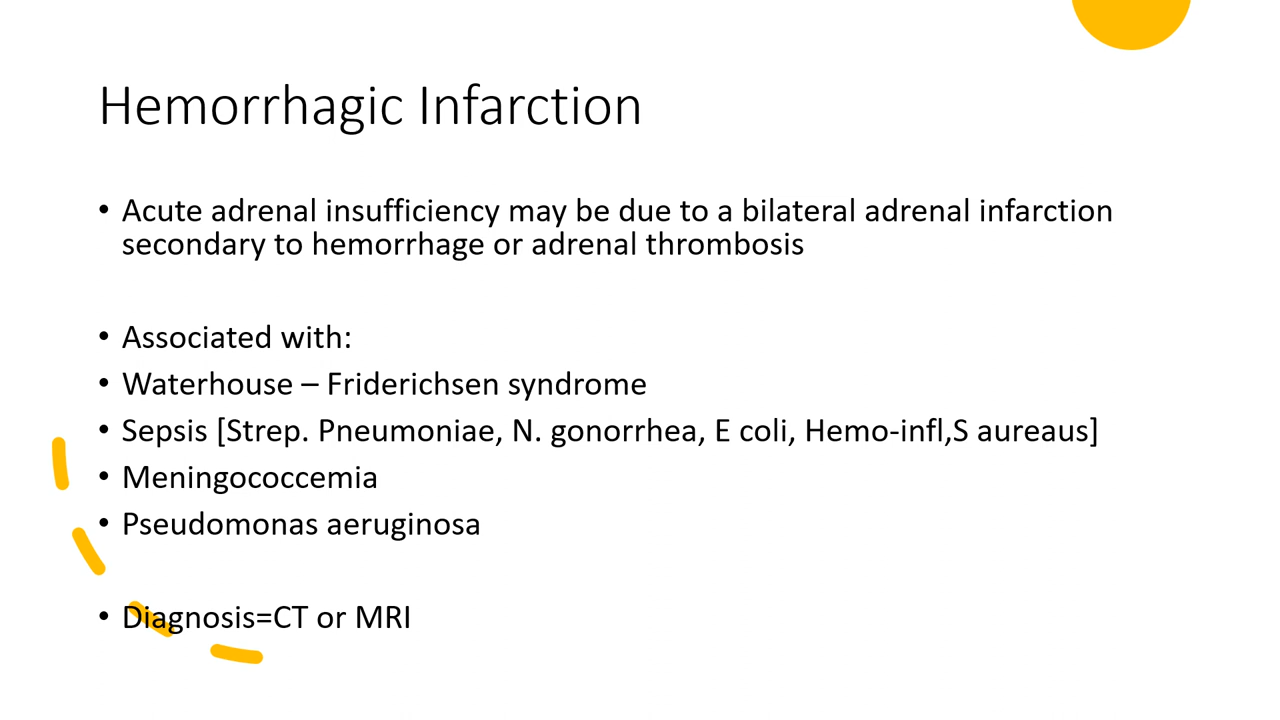 Hemorrhagic Infarction
• Acute adrenal insufficiency may be due to a bilateral adrenal infarction
secondary to hemorrhage or adrenal thrombosis
• Associated with:
• Waterhouse – Friderichsen syndrome
• Sepsis [Strep. Pneumoniae, N. gonorrhea, E coli, Hemo-infl,S aureaus]
• Meningococcemia
• Pseudomonas aeruginosa
• Diagnosis=CT or MRI